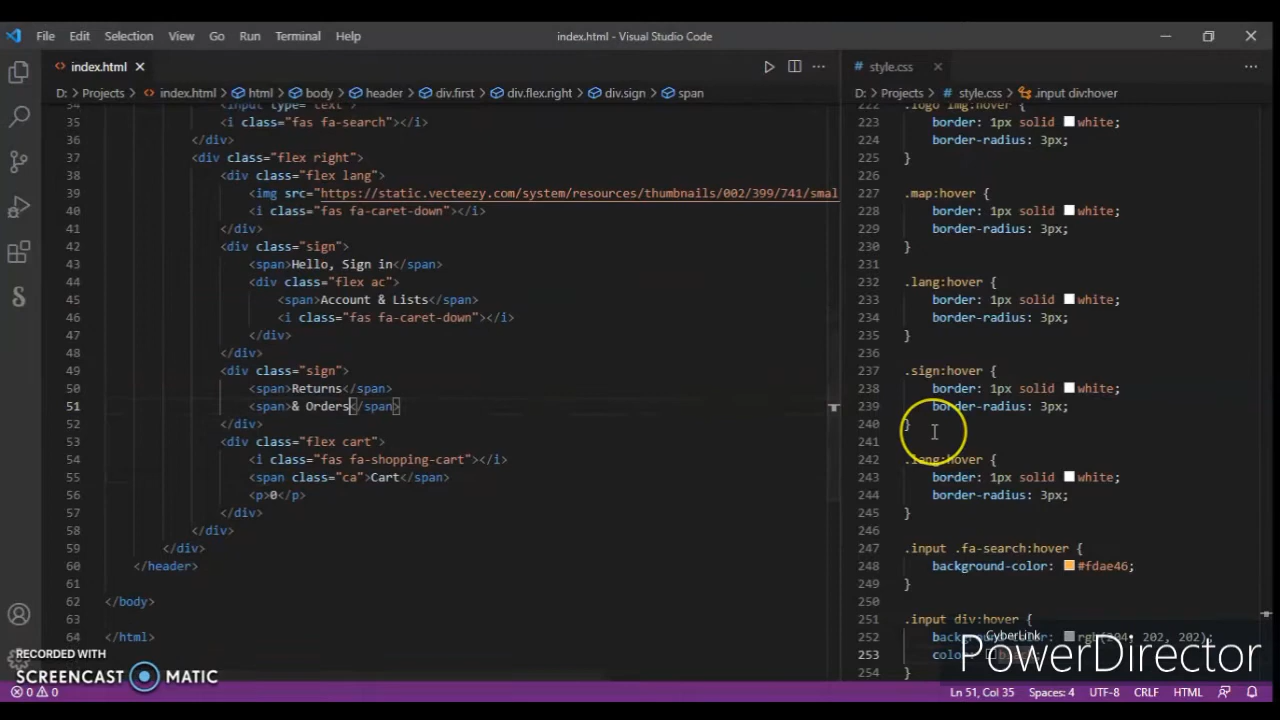 File Edit Selection View Go Run Terminal Help
index.html - Visual Studio Code
index.html
D: > Projects > index.html > html > body > header > div.first > div.flex.right > div.sign > span
35 <i class="fas fa-search"></i>
36 </div>
37 <div class="flex right">
38 <div class="flex lang">
39 <img src="https://static.vecteezy.com/system/resources/thumbnails/002/399/741/smal
40 <i class="fas fa-caret-down"></i>
41 </div>
42 <div class="sign">
43 <span>Hello, Sign in</span>
44 <div class="flex ac">
45 <span>Account & Lists</span>
46 <i class="fas fa-caret-down"></i>
47 </div>
48 </div>
49 <div class="sign">
50 <span>Returns</span>
51 <span>& Orders</span>
52 </div>
53 <div class="flex cart">
54 <i class="fas fa-shopping-cart"></i>
55 <span class="ca">Cart</span>
56 <p>0</p>
57 </div>
58 </div>
59 </div>
60 </header>
61
62 </body>
63
64 </html>
style.css
D: > Projects > style.css > .input div:hover
222 .logo img:hover {
223 border: 1px solid white;
224 border-radius: 3px;
225 }
227 .map:hover {
228 border: 1px solid white;
229 border-radius: 3px;
230 }
231
232 .lang:hover {
233 border: 1px solid white;
234 border-radius: 3px;
235 }
236
237 .sign:hover {
238 border: 1px solid white;
239 border-radius: 3px;
240 }
241
242 .lang:hover {
243 border: 1px solid white;
244 border-radius: 3px;
245 }
246
247 .input .fa-search:hover {
248 background-color: #fdae46;
249 }
250
251 .input div:hover {
252 202, 202);
253
254 }
RECORDED WITH
SCREENCAST MATIC
CyberLink
PowerDirector
0 0
Ln 51, Col 35 Spaces: 4 UTF-8 CRLF HTML